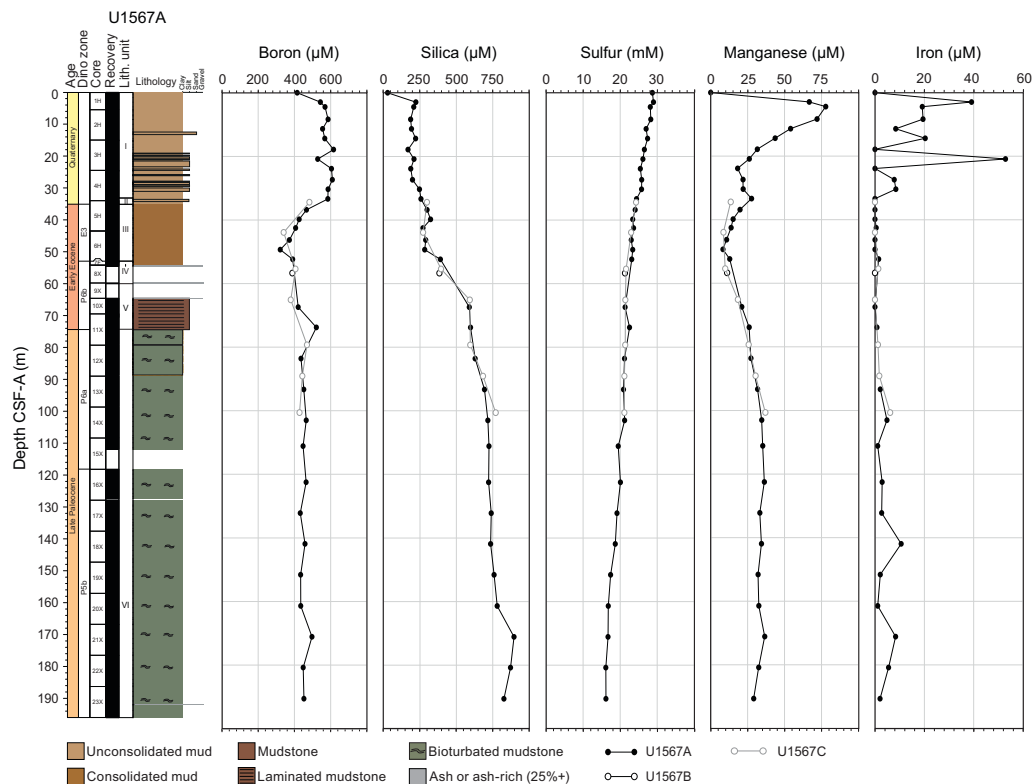 U1567A
Boron (µM)
Silica (µM)
Sulfur (mM)
Manganese (µM)
Iron (µM)
Age
Dino zone
Core
Recovery
Lith. unit
Lithology
Clay
Silt
Sand
Gravel
0 200 400 600
0 250 500 750
0 10 20 30
0 25 50 75
0 20 40 60
Depth CSF-A (m)
0
10
20
30
40
50
60
70
80
90
100
110
120
130
140
150
160
170
180
190
Quaternary
Early Eocene
Late Paleocene
E3
P6b
P6a
P5b
1H
2H
3H
4H
5H
6H
8X
9X
10X
11X
12X
13X
14X
15X
16X
17X
18X
19X
20X
21X
22X
23X
I
II
III
IV
V
VI
Unconsolidated mud
Mudstone
Bioturbated mudstone
U1567A
U1567C
Consolidated mud
Laminated mudstone
Ash or ash-rich (25%+)
U1567B